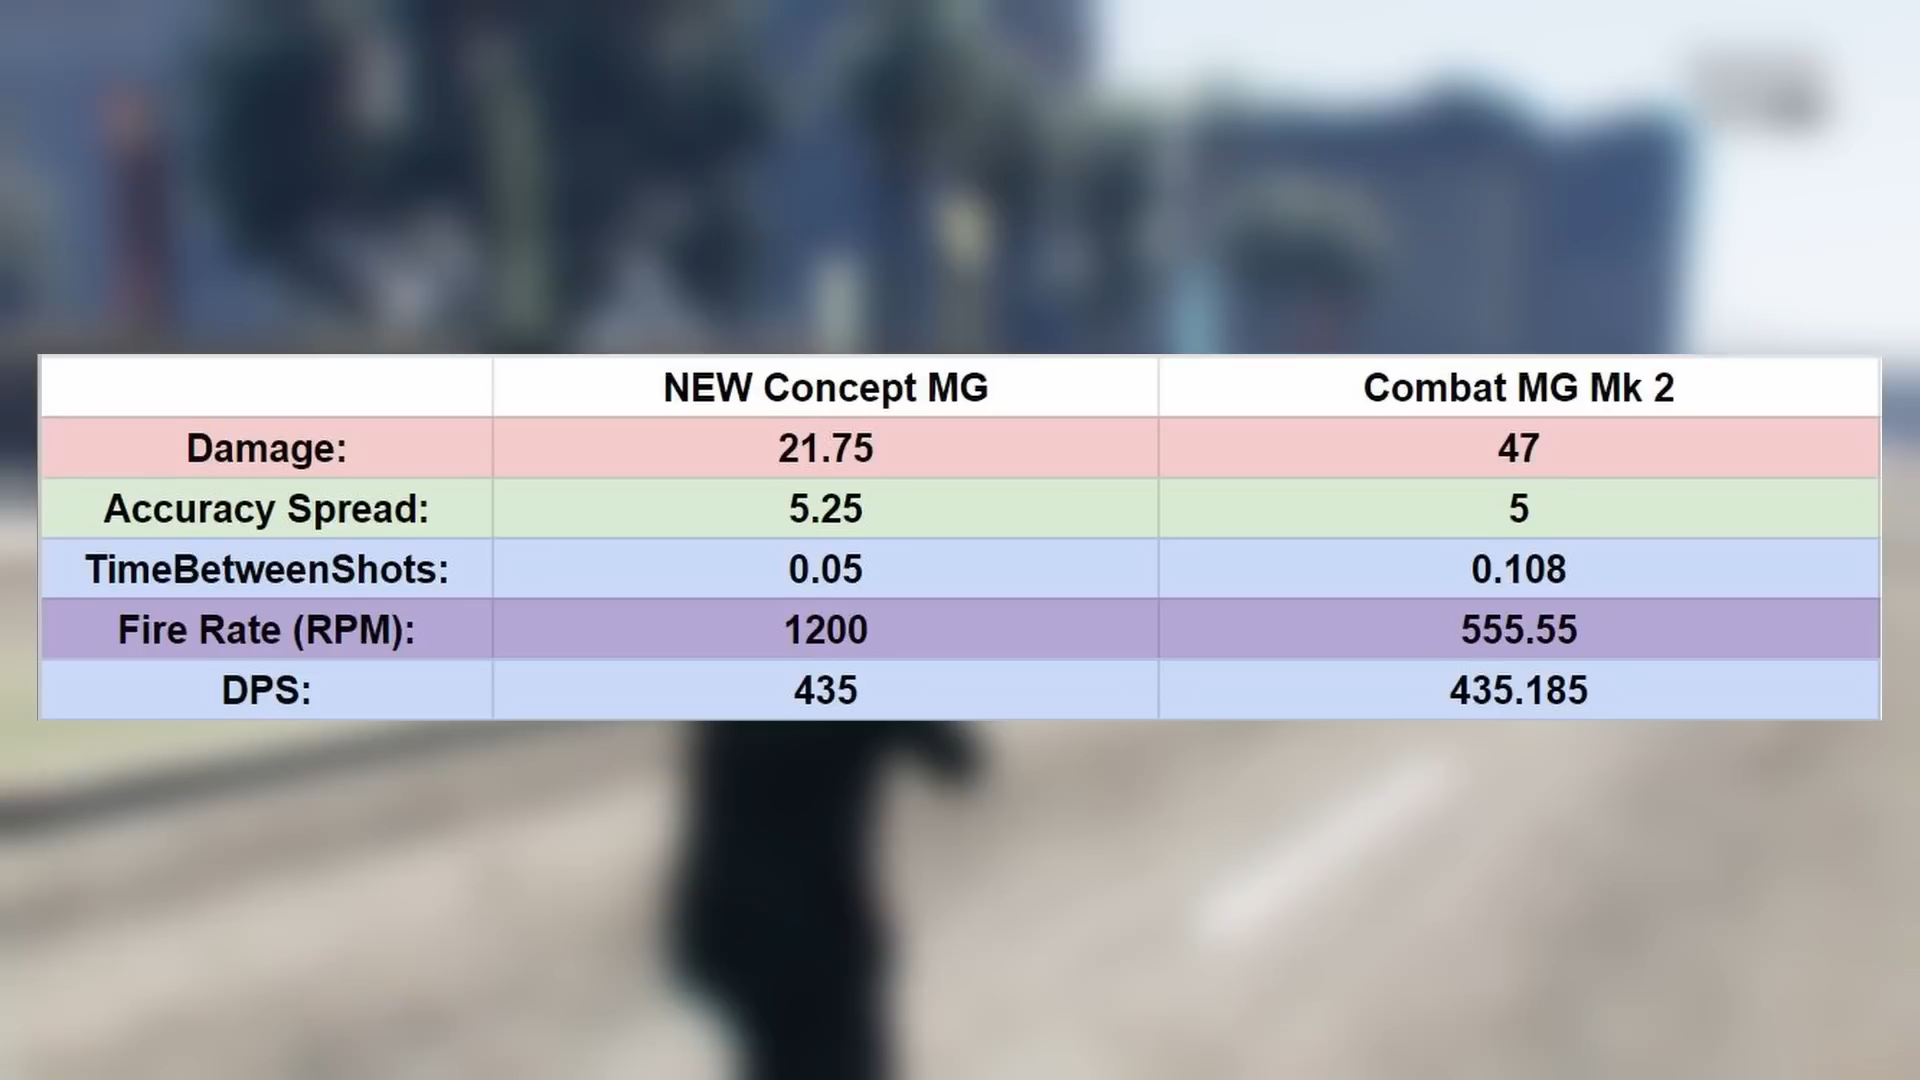 NEW Concept MG Combat MG Mk 2
Damage: 21.75 47
Accuracy Spread: 5.25 5
TimeBetweenShots: 0.05 0.108
Fire Rate (RPM): 1200 555.55
DPS: 435 435.185